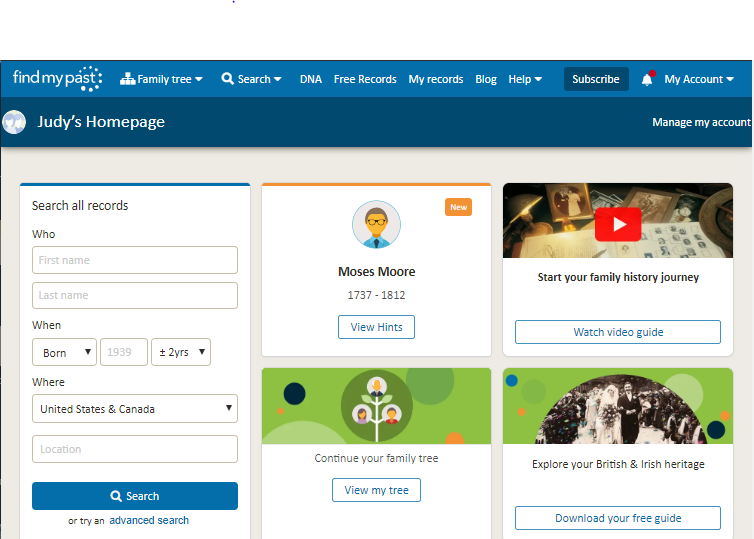 findmypast
Family tree
Search
DNA
Free Records
My records
Blog
Help
Subscribe
My Account
Judy's Homepage
Manage my account
Search all records
Who
First name
Last name
When
Born
1939
± 2yrs
Where
United States & Canada
Location
Search
or try an advanced search
New
Moses Moore
1737 - 1812
View Hints
Start your family history journey
Watch video guide
Continue your family tree
View my tree
Explore your British & Irish heritage
Download your free guide